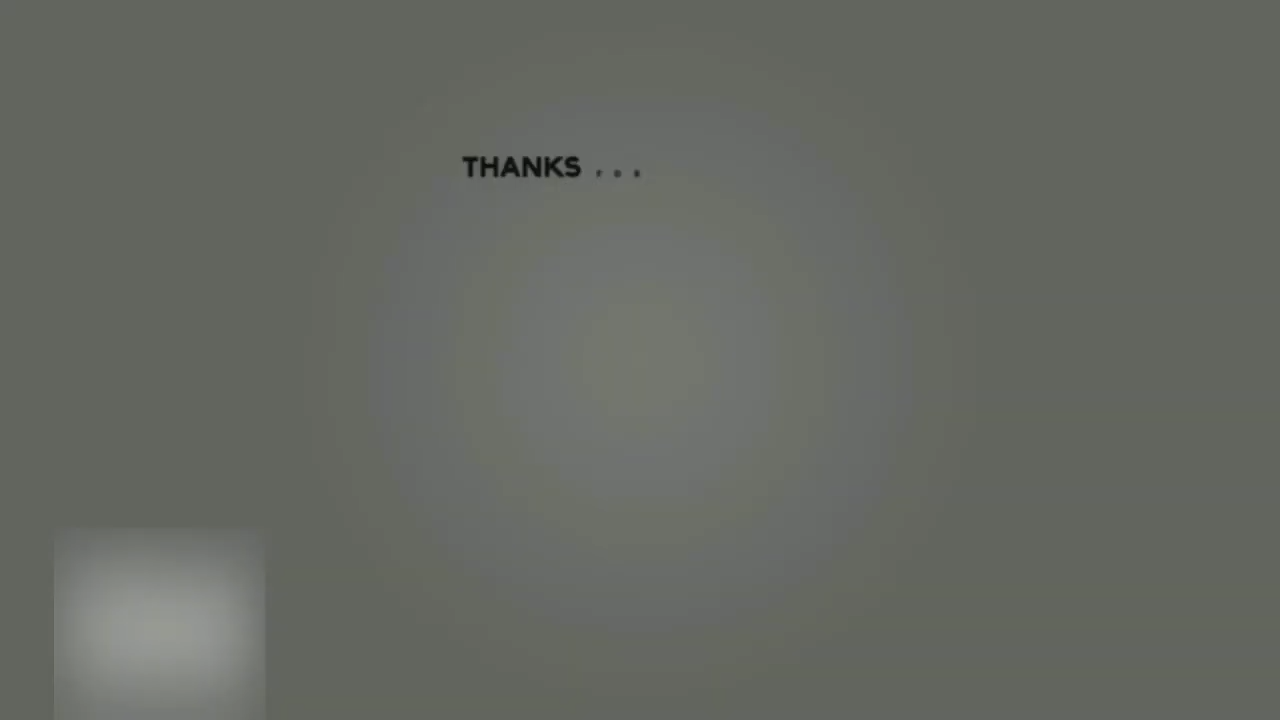 THANKS . . .